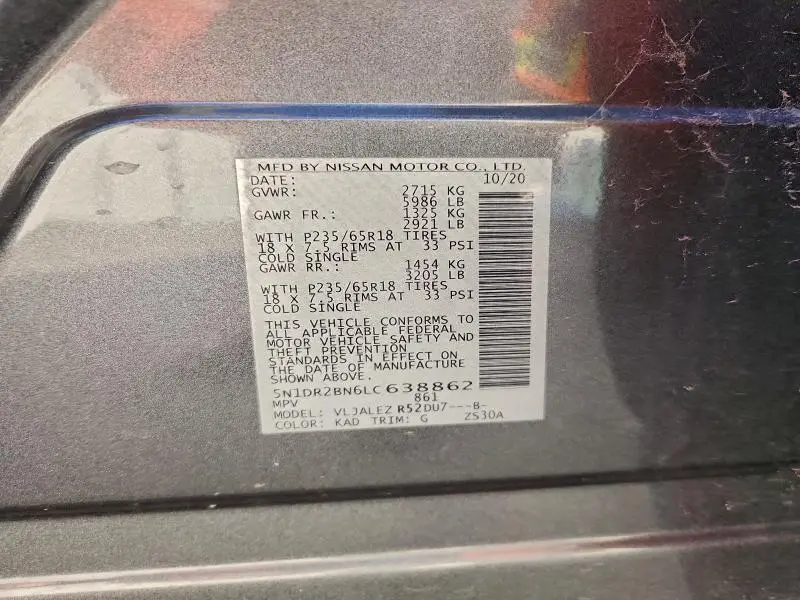 MFD BY NISSAN MOTOR CO., LTD.
DATE: 10/20
GVWR: 2715 KG
5986 LB
GAWR FR.: 1325 KG
2921 LB
WITH P235/65R18 TIRES
18 X 7.5 RIMS AT 33 PSI
COLD SINGLE
GAWR RR.: 1454 KG
3205 LB
WITH P235/65R18 TIRES
18 X 7.5 RIMS AT 33 PSI
COLD SINGLE
THIS VEHICLE CONFORMS TO
ALL APPLICABLE FEDERAL
MOTOR VEHICLE SAFETY AND
THEFT PREVENTION
STANDARDS IN EFFECT ON
THE DATE OF MANUFACTURE
SHOWN ABOVE.
5N1DR2BN6LC638862
MPV 861
MODEL: VLJALEZ R52DU7---B-
COLOR: KAD TRIM: G ZS30A